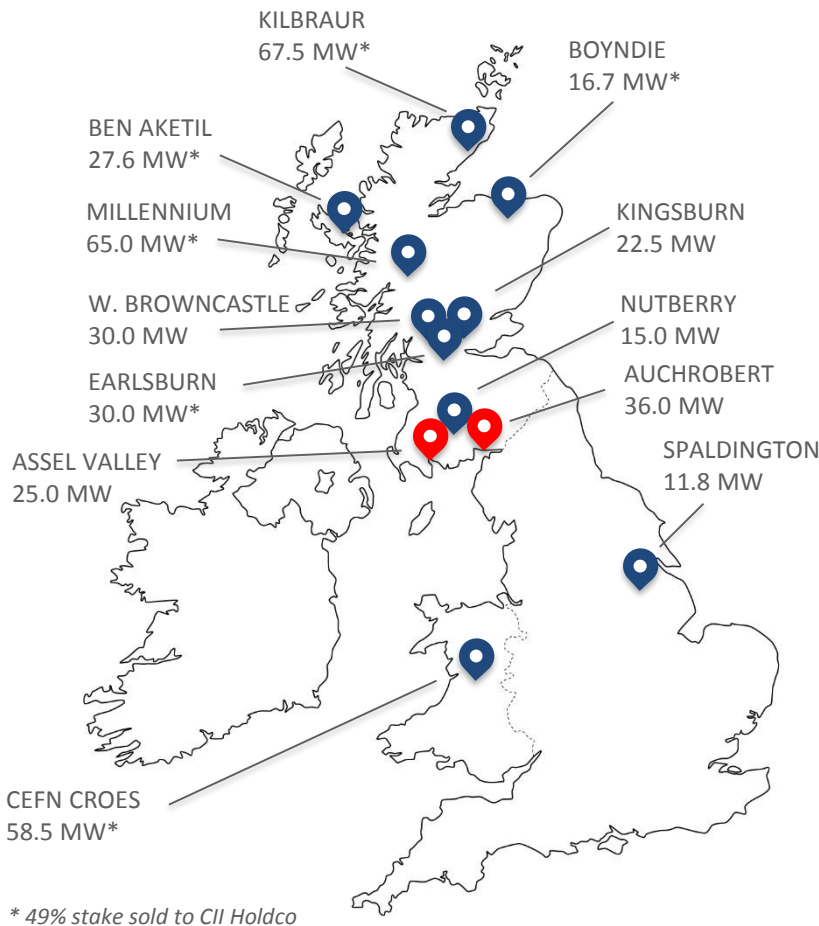 KILBRAUR
67.5 MW*
BOYNDIE
16.7 MW*
BEN AKETIL
27.6 MW*
MILLENNIUM
65.0 MW*
KINGSBURN
22.5 MW
W. BROWNCASTLE
30.0 MW
NUTBERRY
15.0 MW
EARLSBURN
30.0 MW*
AUCHROBERT
36.0 MW
ASSEL VALLEY
25.0 MW
SPALDINGTON
11.8 MW
CEFN CROES
58.5 MW*
* 49% stake sold to CII Holdco